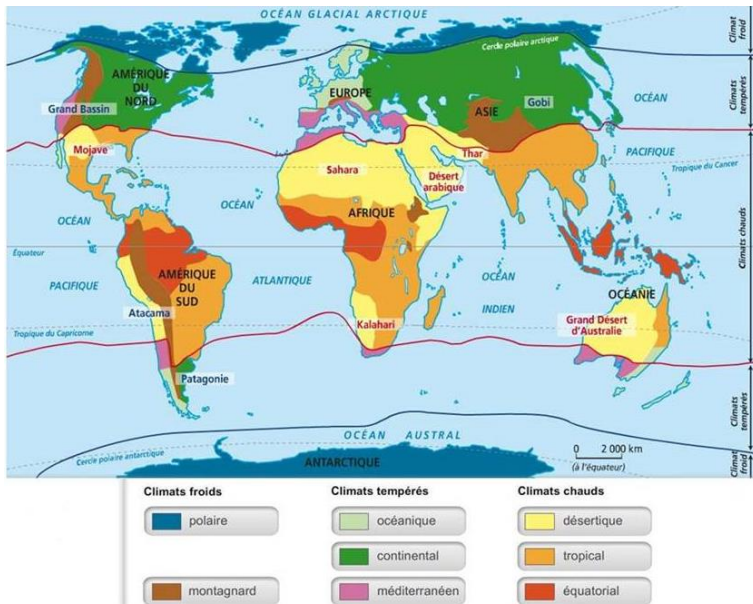 OCÉAN GLACIAL ARCTIQUE
Cercle polaire arctique
Climat
froid
AMÉRIQUE
DU
NORD
EUROPE
ASIE
Gobi
OCÉAN
Grand Bassin
Climats
tempérés
Mojave
Thar
PACIFIQUE
Tropique du Cancer
Sahara
Désert
arabique
OCÉAN
OCÉAN
AFRIQUE
Climats chauds
Équateur
PACIFIQUE
AMÉRIQUE
DU
SUD
ATLANTIQUE
OCÉAN
INDIEN
OCÉANIE
Atacama
Kalahari
Grand Désert
d'Australie
Tropique du Capricorne
Patagonie
Climats
tempérés
OCÉAN AUSTRAL
Cercle polaire antarctique
ANTARCTIQUE
0 2 000 km
(à l'équateur)
Climat
froid
Climats froids
Climats tempérés
Climats chauds
polaire
océanique
désertique
continental
tropical
montagnard
méditerranéen
équatorial